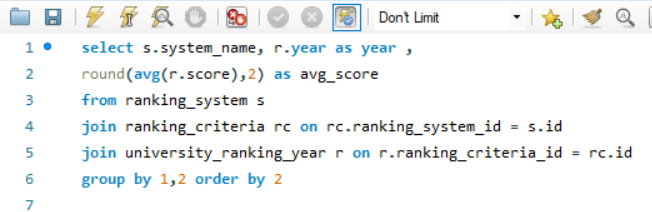 Don't Limit
1 select s.system_name, r.year as year ,
2 round(avg(r.score),2) as avg_score
3 from ranking_system s
4 join ranking_criteria rc on rc.ranking_system_id = s.id
5 join university_ranking_year r on r.ranking_criteria_id = rc.id
6 group by 1,2 order by 2
7